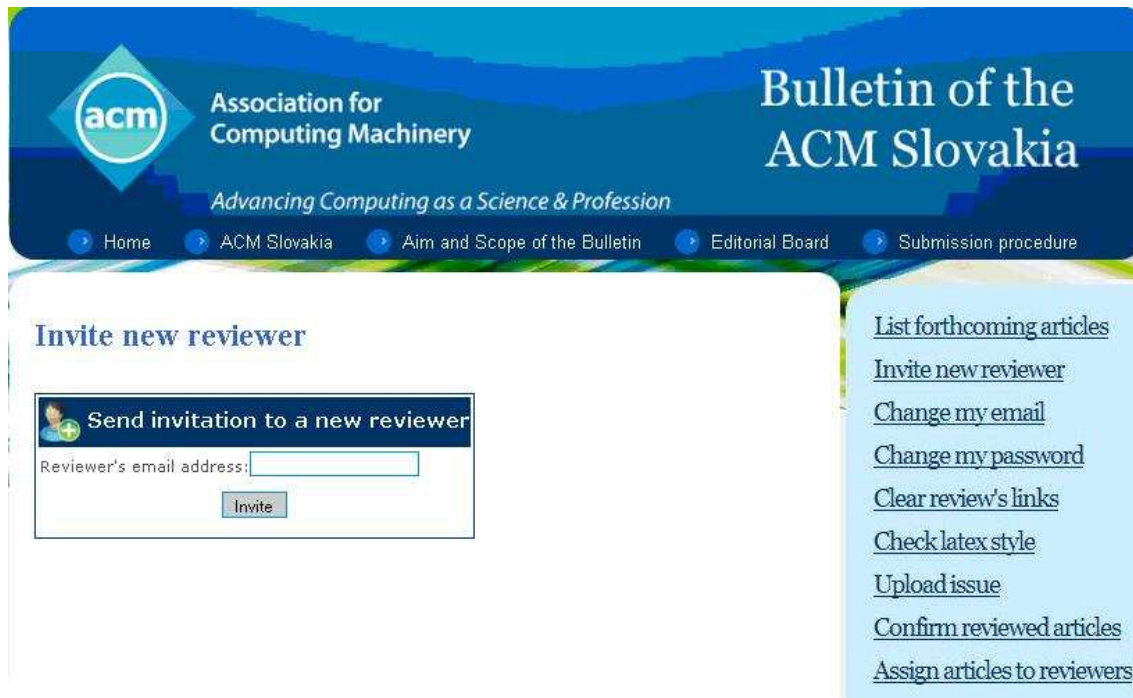 acm
Association for
Computing Machinery
Advancing Computing as a Science & Profession
Bulletin of the
ACM Slovakia
Home ACM Slovakia Aim and Scope of the Bulletin Editorial Board Submission procedure
Invite new reviewer
Send invitation to a new reviewer
Reviewer's email address:
Invite
List forthcoming articles
Invite new reviewer
Change my email
Change my password
Clear review's links
Check latex style
Upload issue
Confirm reviewed articles
Assign articles to reviewers